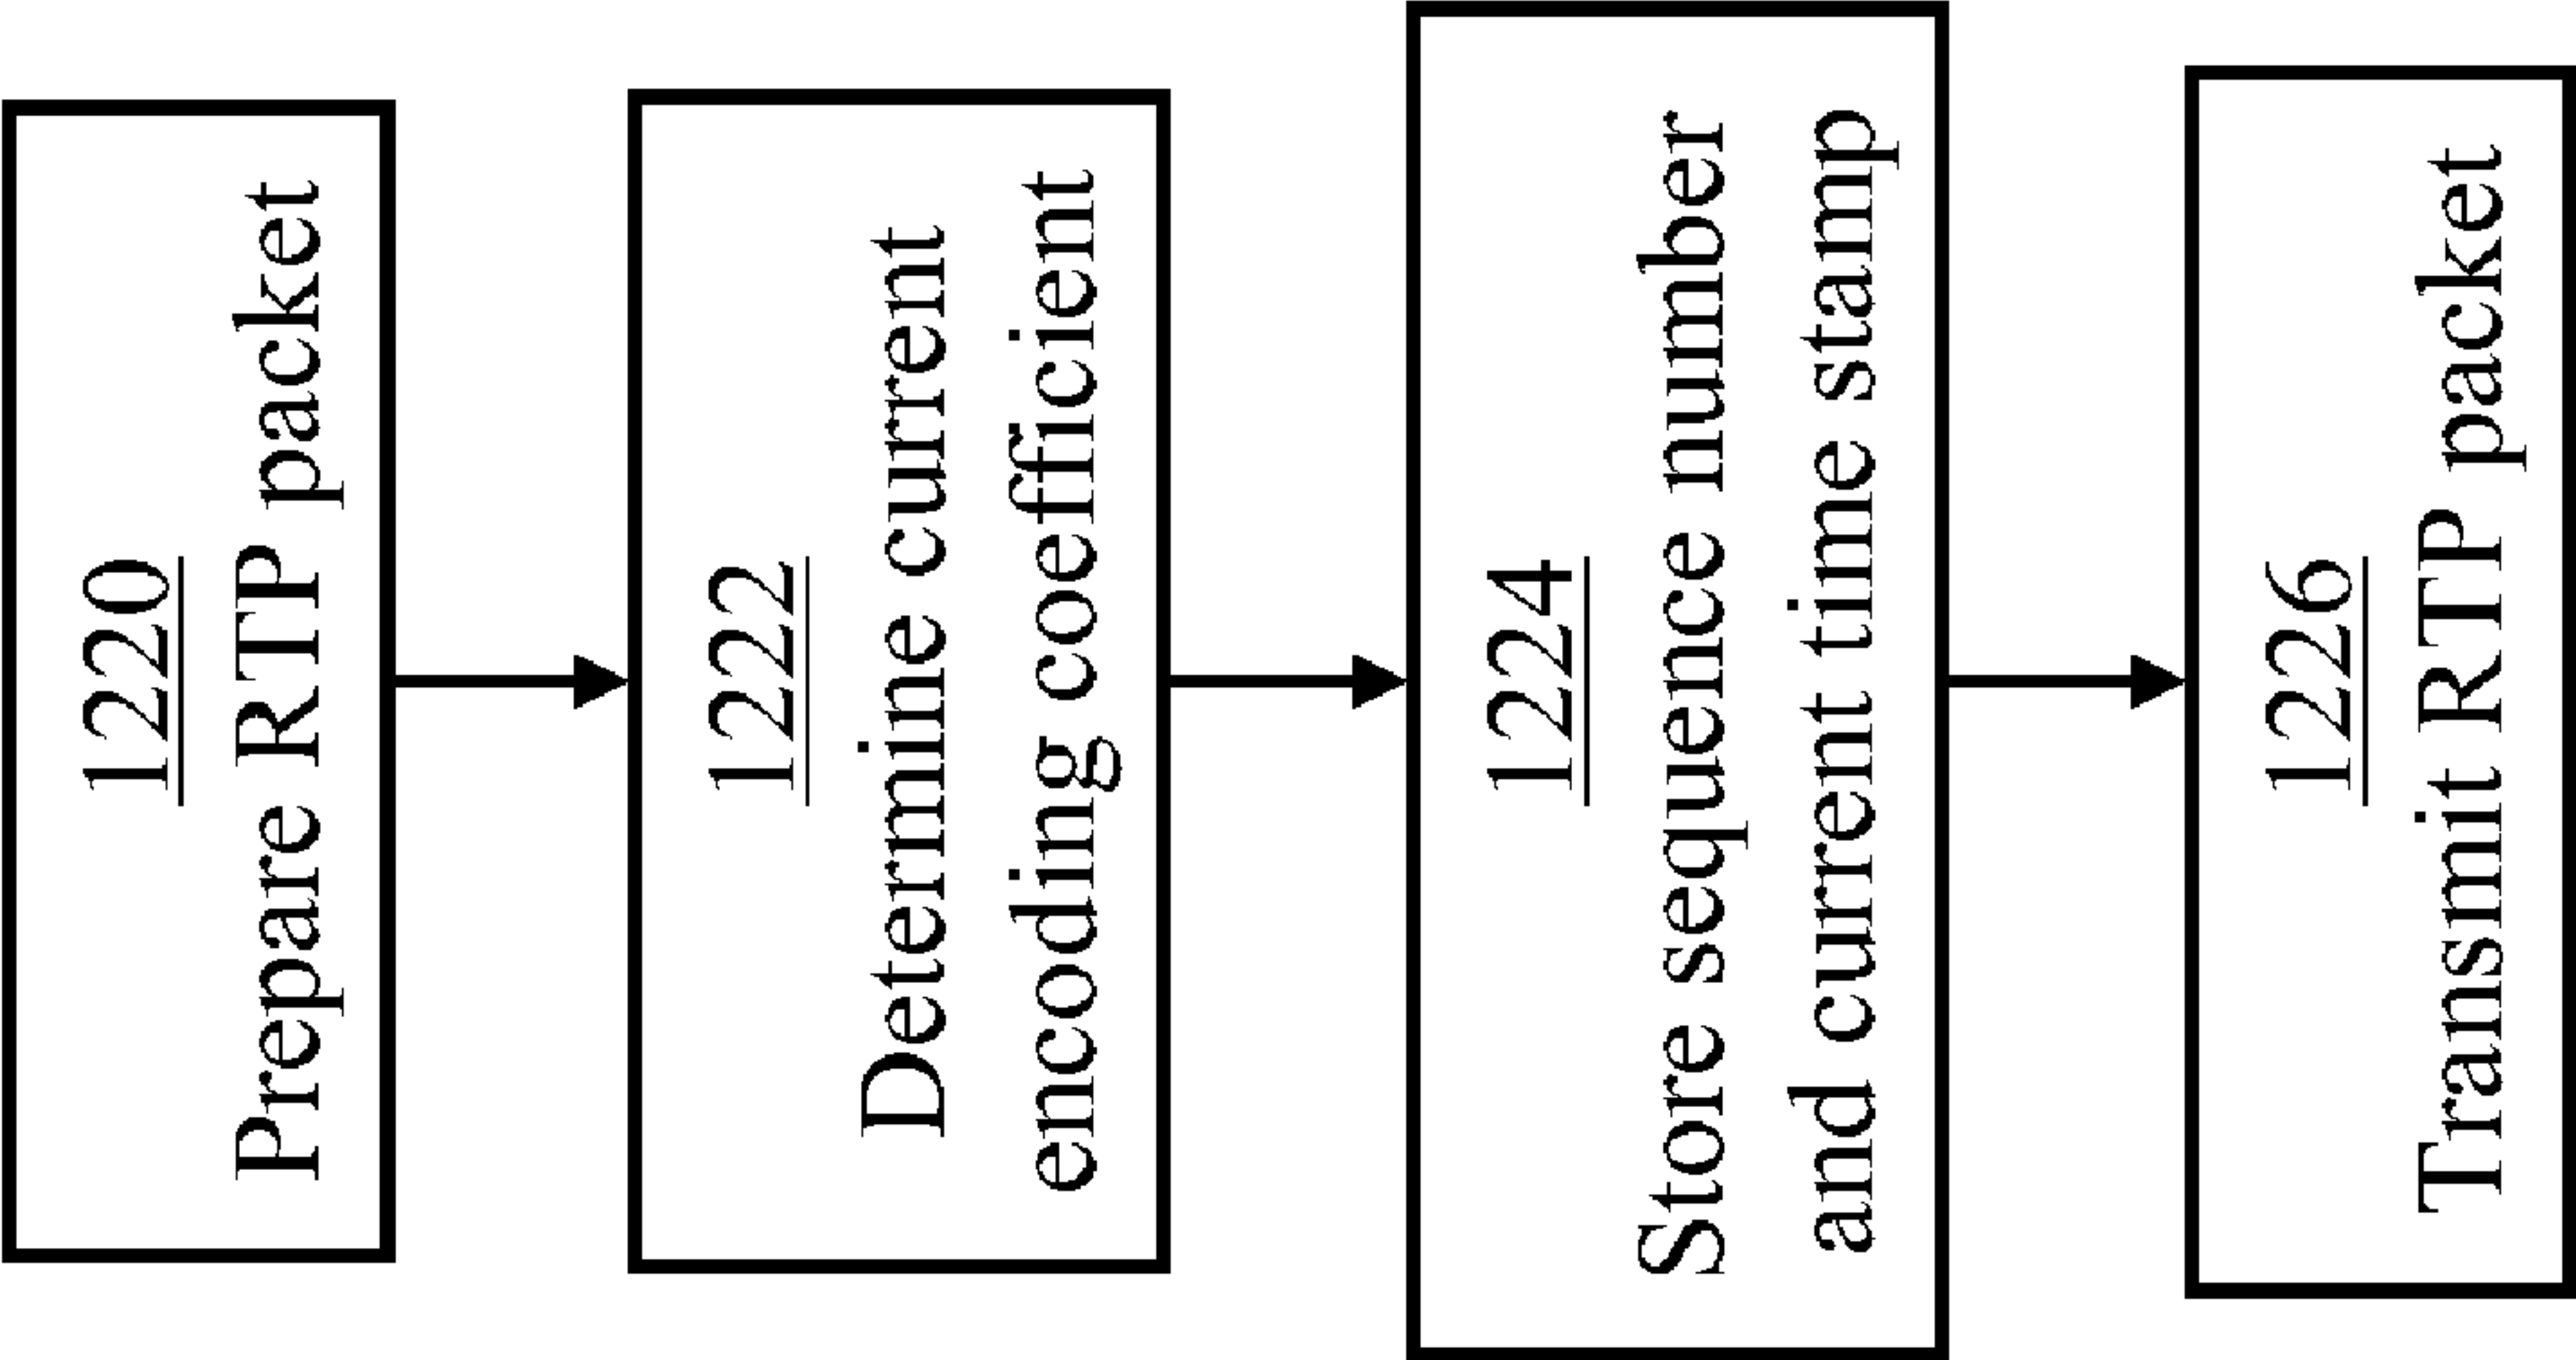 1220
Prepare RTP packet
1222
Determine current
encoding coefficient
1224
Store sequence number
and current time stamp
1226
Transmit RTP packet